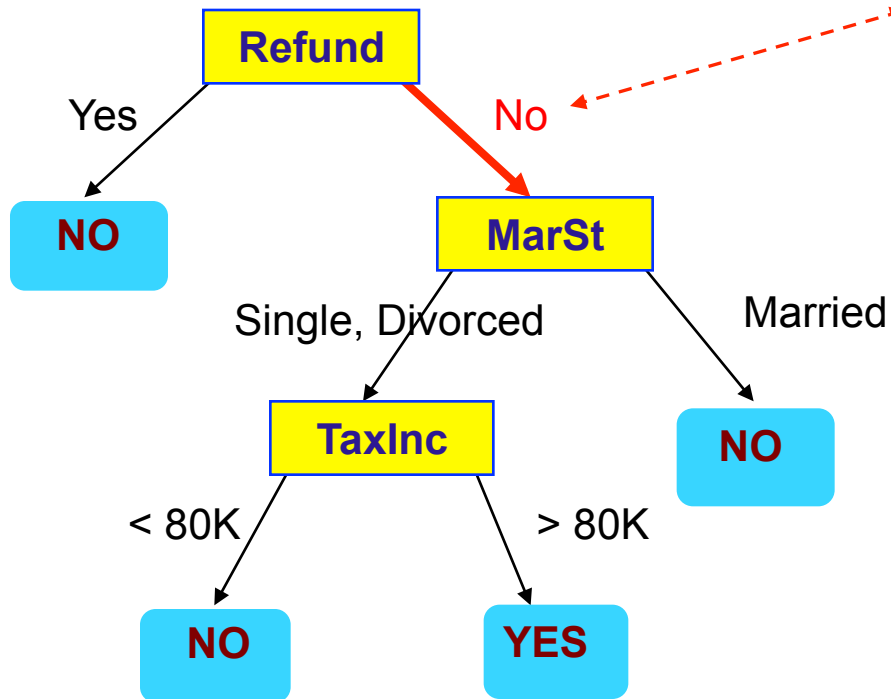 Refund
Yes
No
NO
MarSt
Single, Divorced
Married
TaxInc
NO
< 80K
> 80K
NO
YES